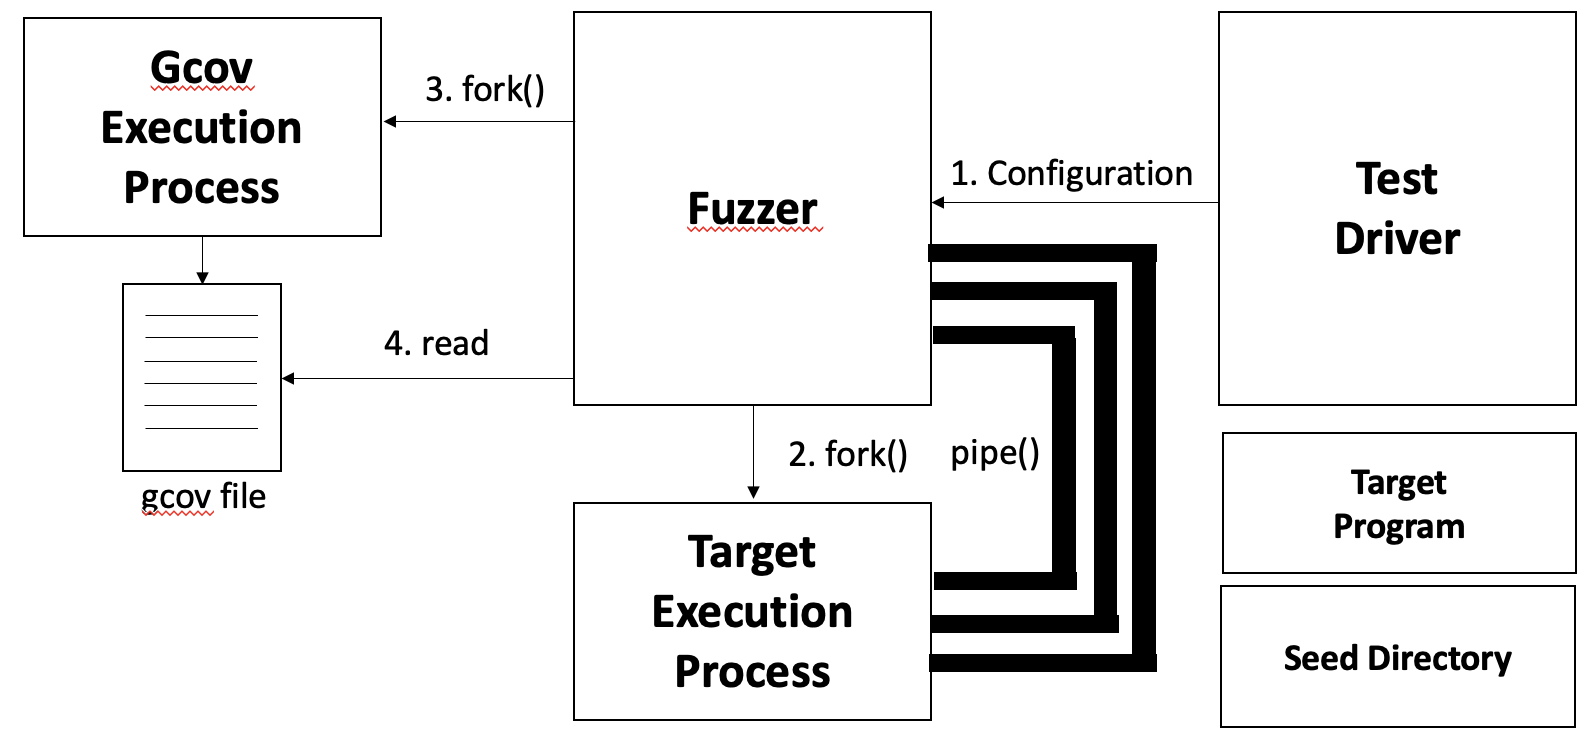 Gcov
Execution
Process
3. fork()
Fuzzer
1. Configuration
Test
Driver
4. read
gcov file
2. fork()
pipe()
Target
Execution
Process
Target
Program
Seed Directory